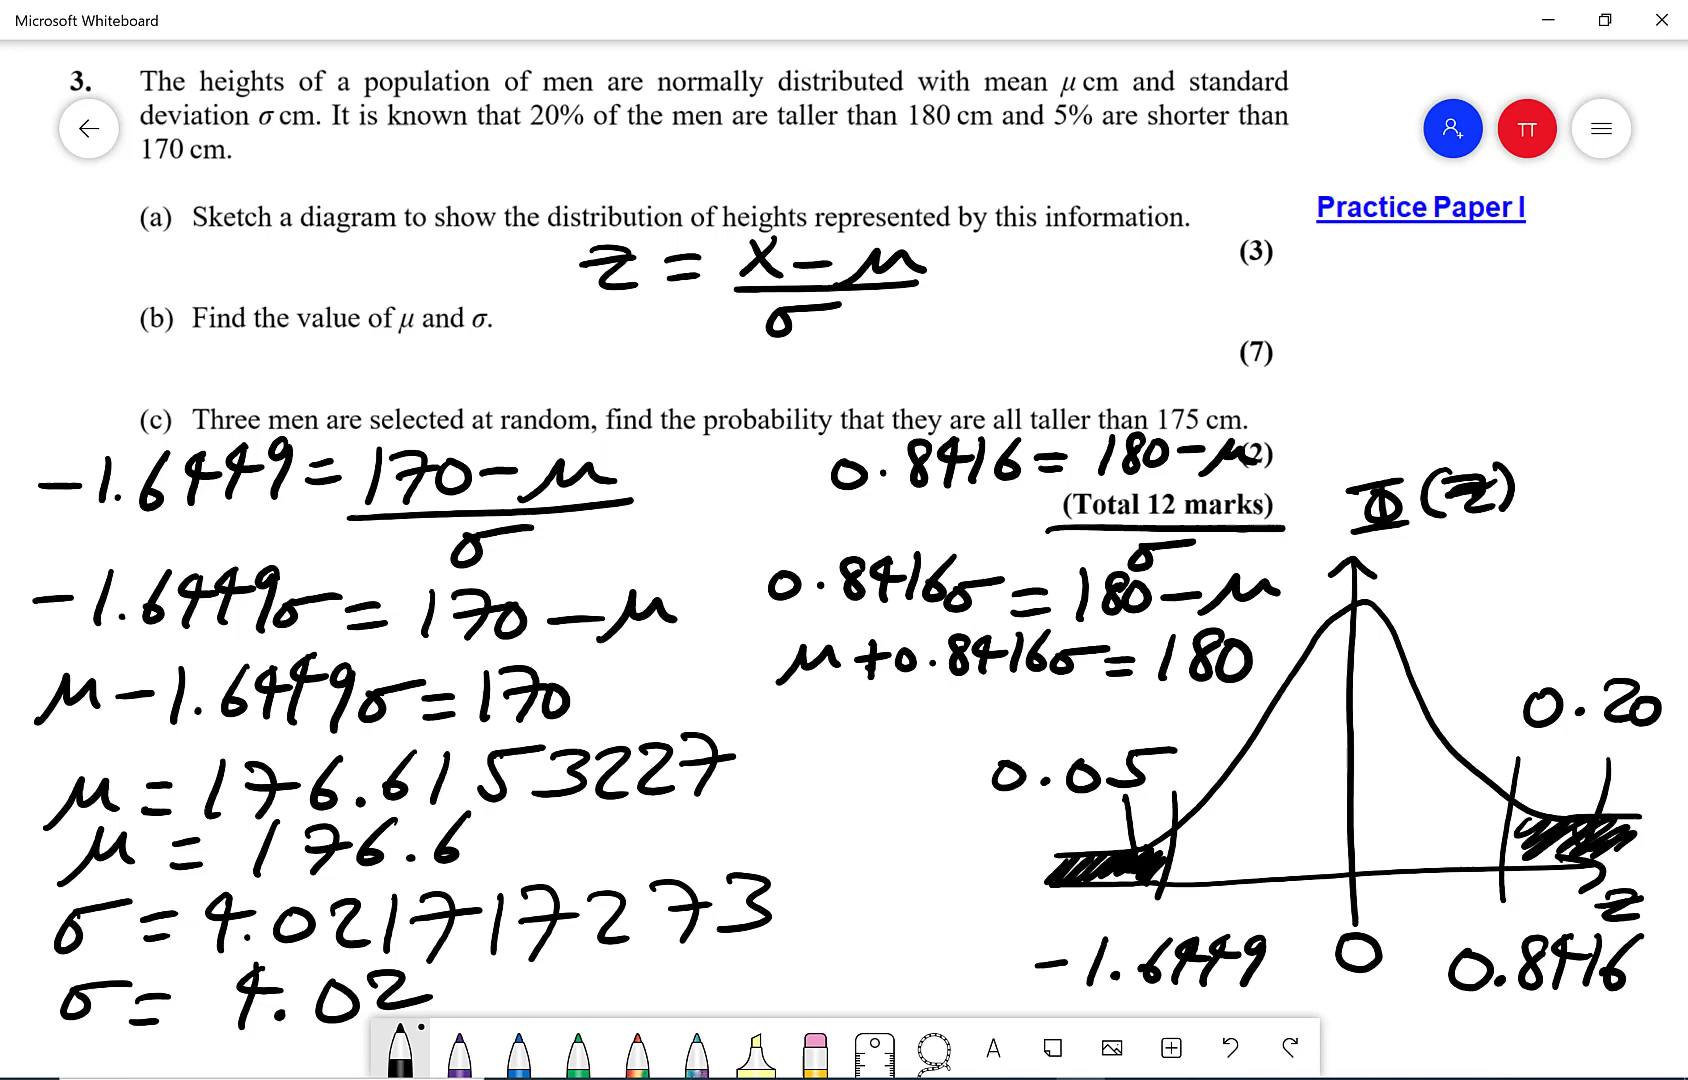 Microsoft Whiteboard
3. The heights of a population of men are normally distributed with mean μ cm and standard
deviation σ cm. It is known that 20% of the men are taller than 180 cm and 5% are shorter than
170 cm.
TT
Practice Paper I
(a) Sketch a diagram to show the distribution of heights represented by this information.
(3)
z = (x − μ)/σ
(b) Find the value of μ and σ.
(7)
(c) Three men are selected at random, find the probability that they are all taller than 175 cm.
(2)
(Total 12 marks)
−1.6449 = (170 − μ)/σ
−1.6449σ = 170 − μ
μ − 1.6449σ = 170
μ = 176.6153227
μ = 176.6
σ = 4.021717273
σ = 4.02
0.8416 = (180 − μ)/σ
0.8416σ = 180 − μ
μ + 0.8416σ = 180
Φ(z)
0.05
0.20
z
−1.6449 0 0.8416
A